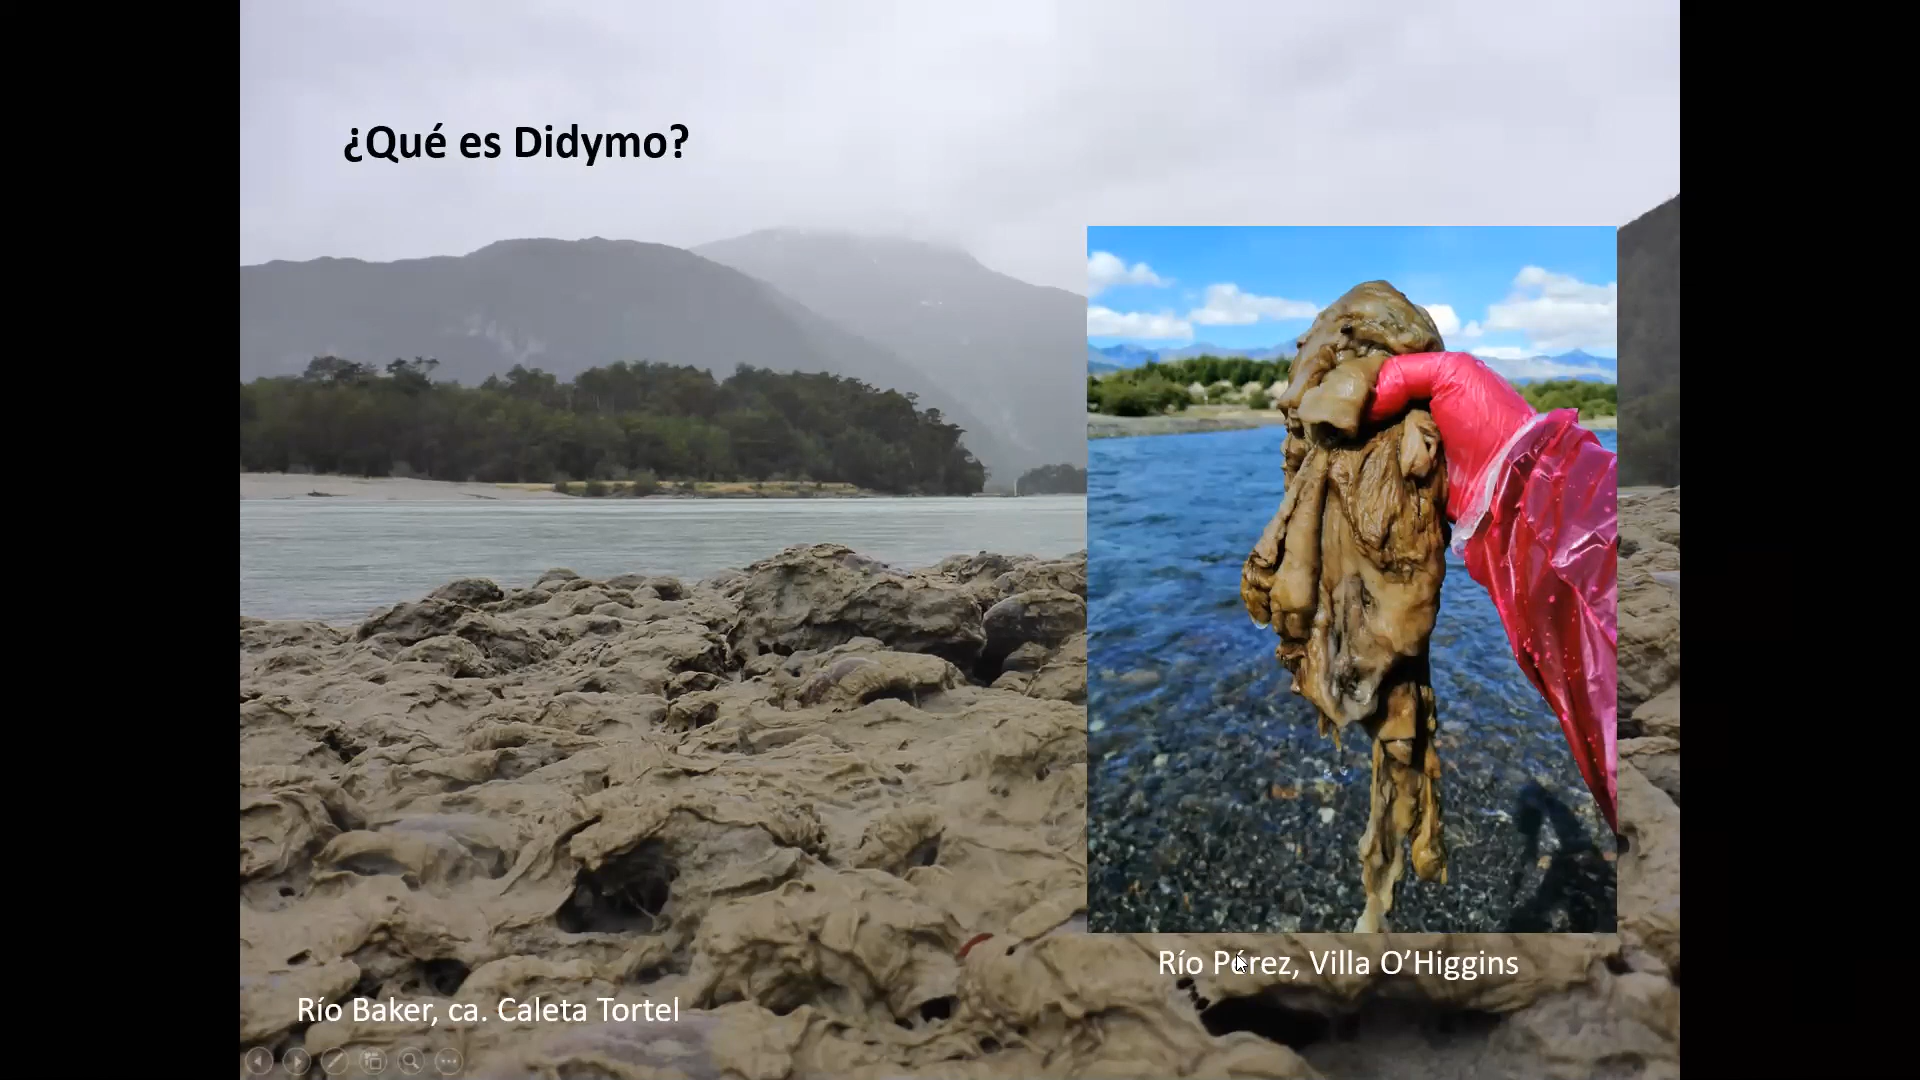 ¿Qué es Didymo?
Río Pérez, Villa O’Higgins
Río Baker, ca. Caleta Tortel